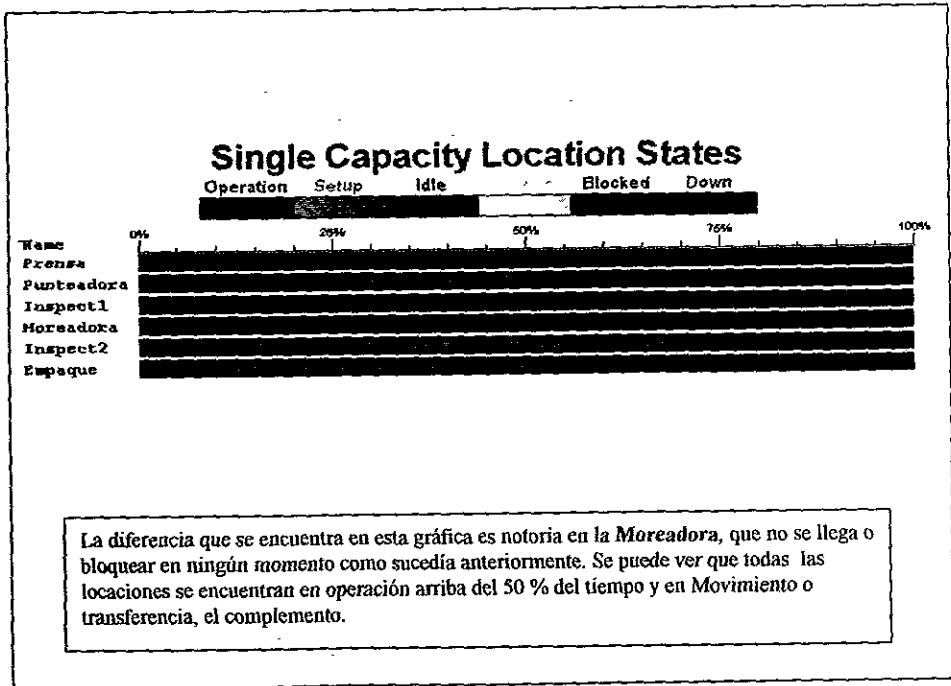 Single Capacity Location States
Operation Setup Idle Blocked Down
0% 25% 50% 75% 100%
Name
Prensa
Punteadora
Inspect1
Moreadora
Inspect2
Empaque
La diferencia que se encuentra en esta gráfica es notoria en la Moreadora, que no se llega o
bloquear en ningún momento como sucedía anteriormente. Se puede ver que todas las
locaciones se encuentran en operación arriba del 50 % del tiempo y en Movimiento o
transferencia, el complemento.